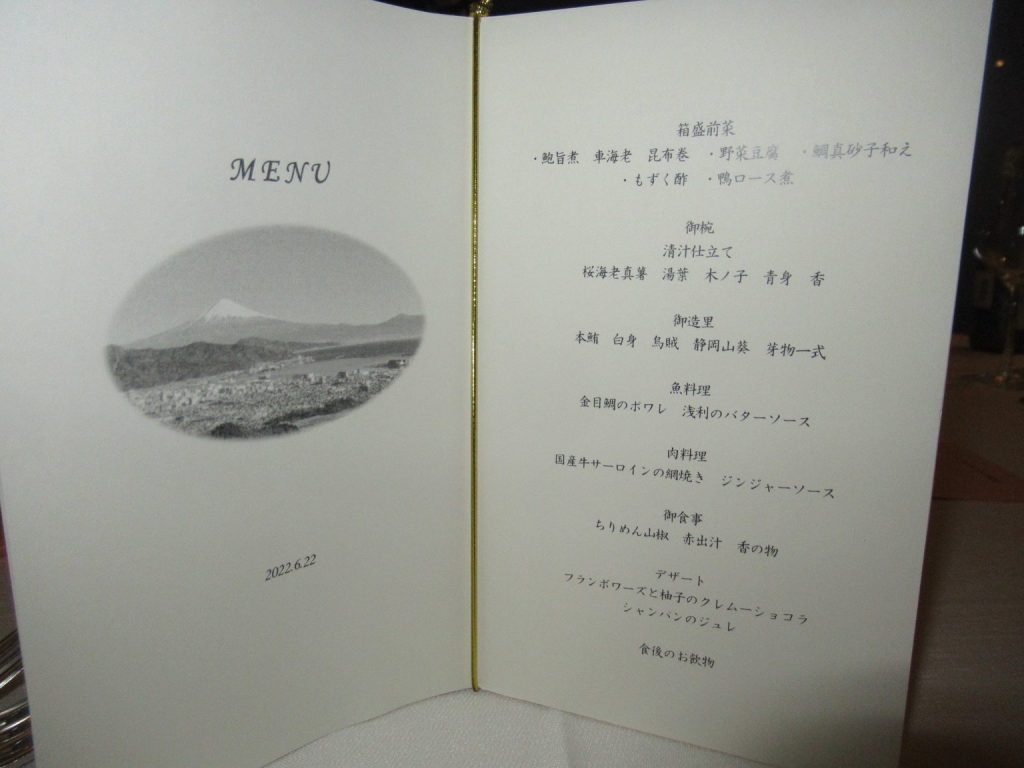 MENU
2022.6.22
箱盛前菜
・鮑旨煮　車海老　昆布巻　・野菜豆腐　・鯛真砂子和え
・もずく酢　・鴨ロース煮
御椀
清汁仕立て
桜海老真薯　湯葉　木ノ子　青身　香
御造里
本鮪　白身　烏賊　静岡山葵　芽物一式
魚料理
金目鯛のポワレ　浅利のバターソース
肉料理
国産牛サーロインの網焼き　ジンジャーソース
御食事
ちりめん山椒　赤出汁　香の物
デザート
フランボワーズと柚子のクレムーショコラ
シャンパンのジュレ
食後のお飲物